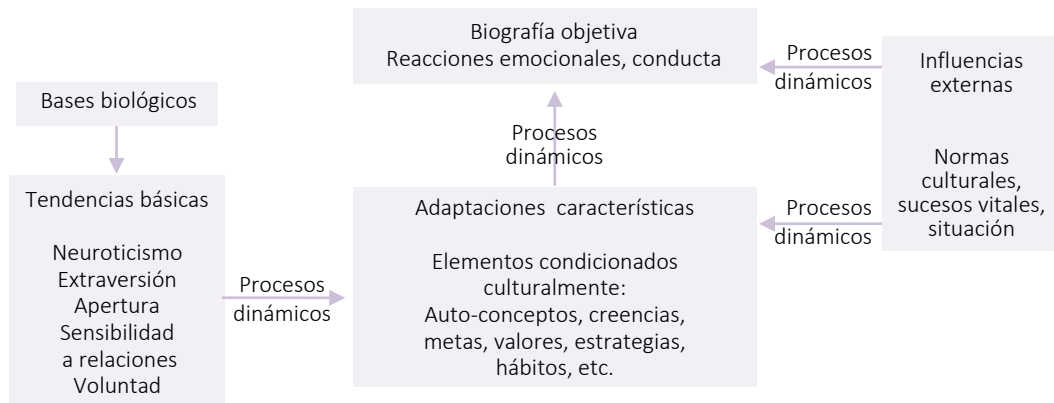 Biografía objetiva
Reacciones emocionales, conducta
Procesos
dinámicos
Influencias
externas
Normas
culturales,
sucesos vitales,
situación
Bases biológicos
Procesos
dinámicos
Tendencias básicas
Neuroticismo
Extraversión
Apertura
Sensibilidad
a relaciones
Voluntad
Procesos
dinámicos
Adaptaciones características
Elementos condicionados
culturalmente:
Auto-conceptos, creencias,
metas, valores, estrategias,
hábitos, etc.
Procesos
dinámicos